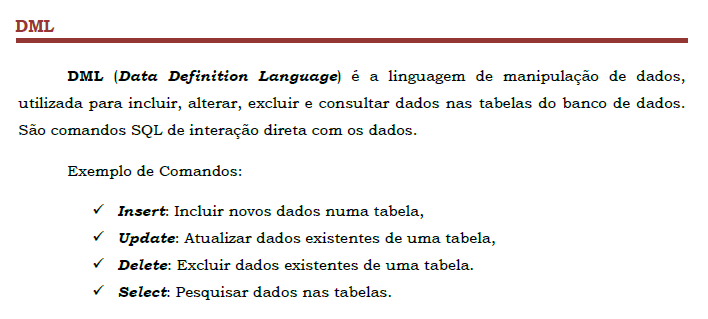 DML
DML (Data Definition Language) é a linguagem de manipulação de dados,
utilizada para incluir, alterar, excluir e consultar dados nas tabelas do banco de dados.
São comandos SQL de interação direta com os dados.
Exemplo de Comandos:
✓ Insert: Incluir novos dados numa tabela,
✓ Update: Atualizar dados existentes de uma tabela,
✓ Delete: Excluir dados existentes de uma tabela.
✓ Select: Pesquisar dados nas tabelas.